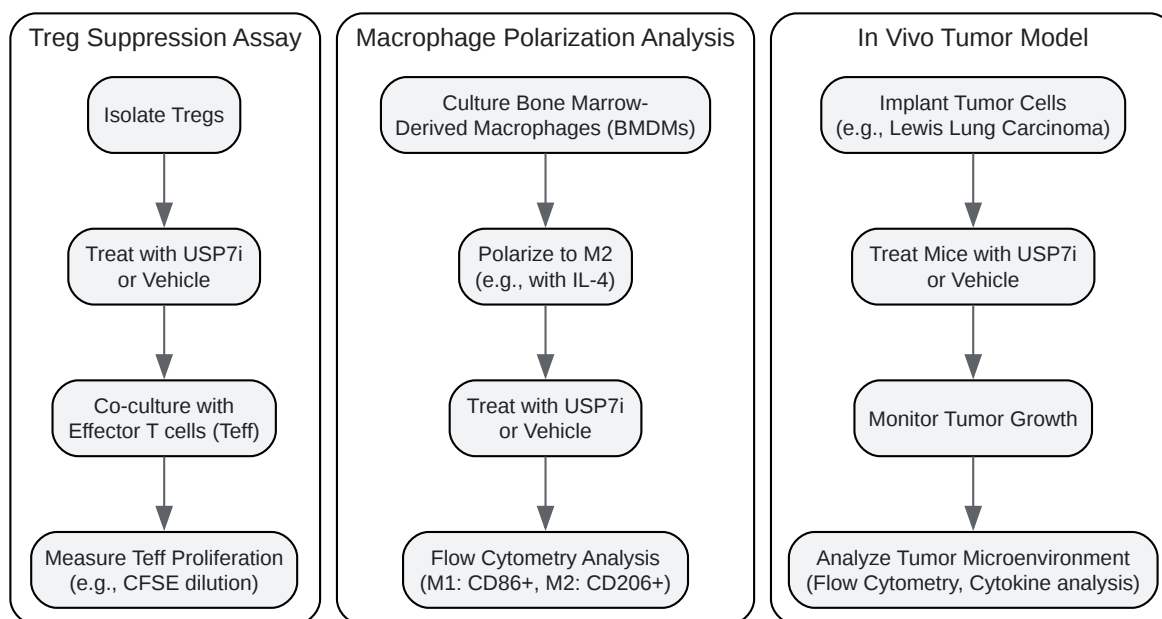 Treg Suppression Assay
Isolate Tregs
Treat with USP7i
or Vehicle
Co-culture with
Effector T cells (Teff)
Measure Teff Proliferation
(e.g., CFSE dilution)
Macrophage Polarization Analysis
Culture Bone Marrow-
Derived Macrophages (BMDMs)
Polarize to M2
(e.g., with IL-4)
Treat with USP7i
or Vehicle
Flow Cytometry Analysis
(M1: CD86+, M2: CD206+)
In Vivo Tumor Model
Implant Tumor Cells
(e.g., Lewis Lung Carcinoma)
Treat Mice with USP7i
or Vehicle
Monitor Tumor Growth
Analyze Tumor Microenvironment
(Flow Cytometry, Cytokine analysis)